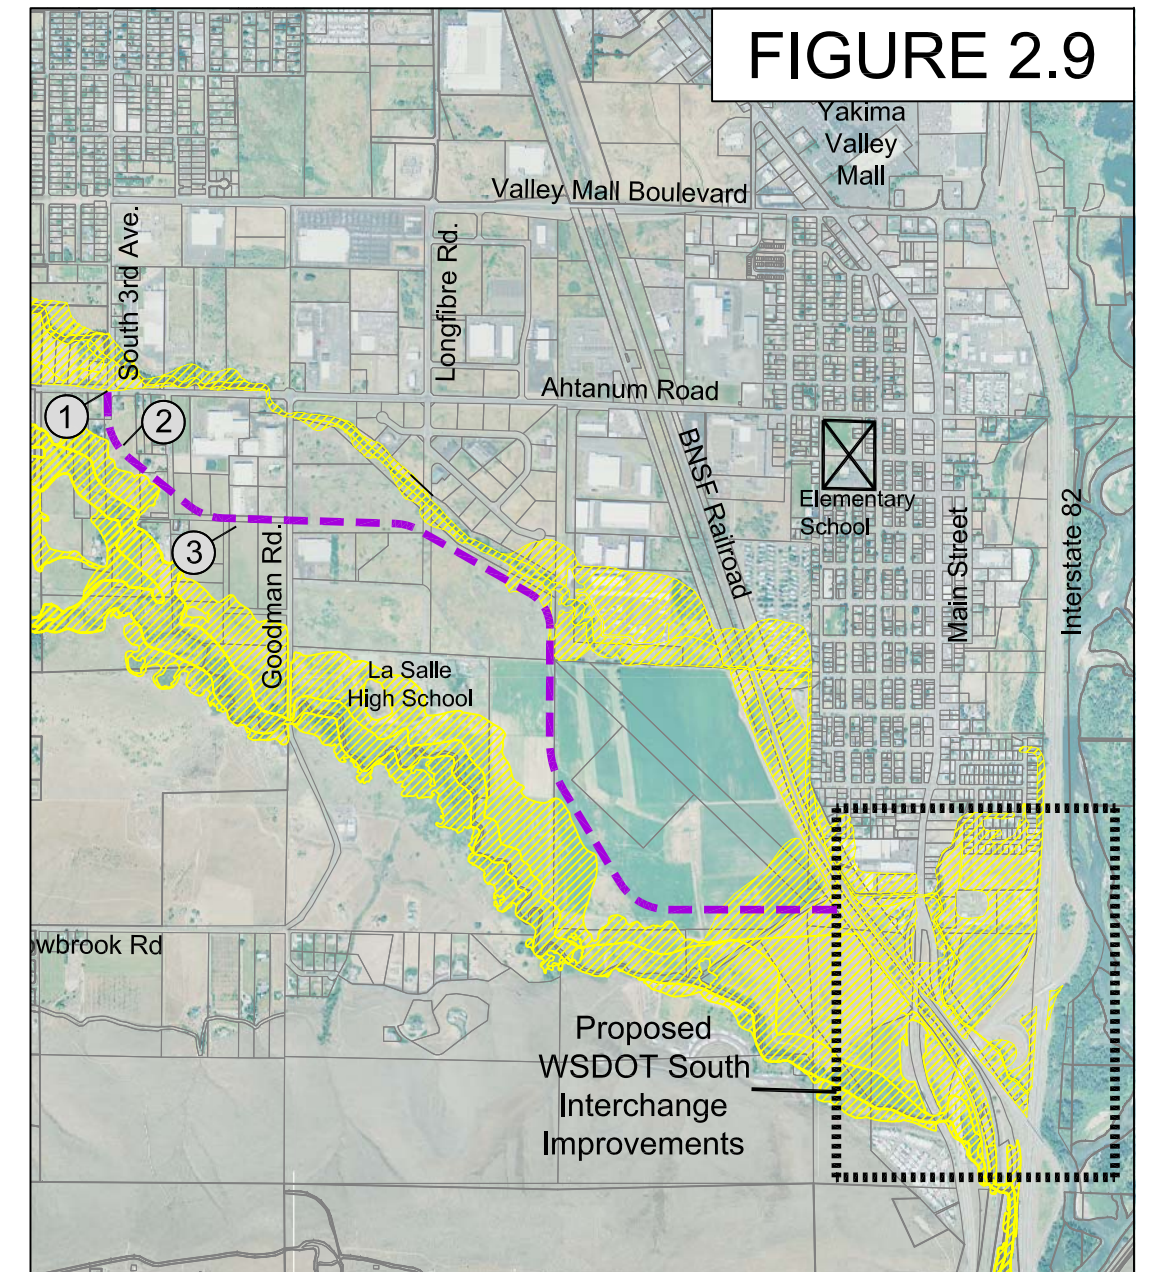 FIGURE 2.9
Yakima
Valley
Mall
Valley Mall Boulevard
South 3rd Ave.
Longfibre Rd.
Ahtanum Road
1
2
3
BNSF Railroad
Elementary
School
Main Street
Interstate 82
Goodman Rd.
La Salle
High School
owbrook Rd
Proposed
WSDOT South
Interchange
Improvements